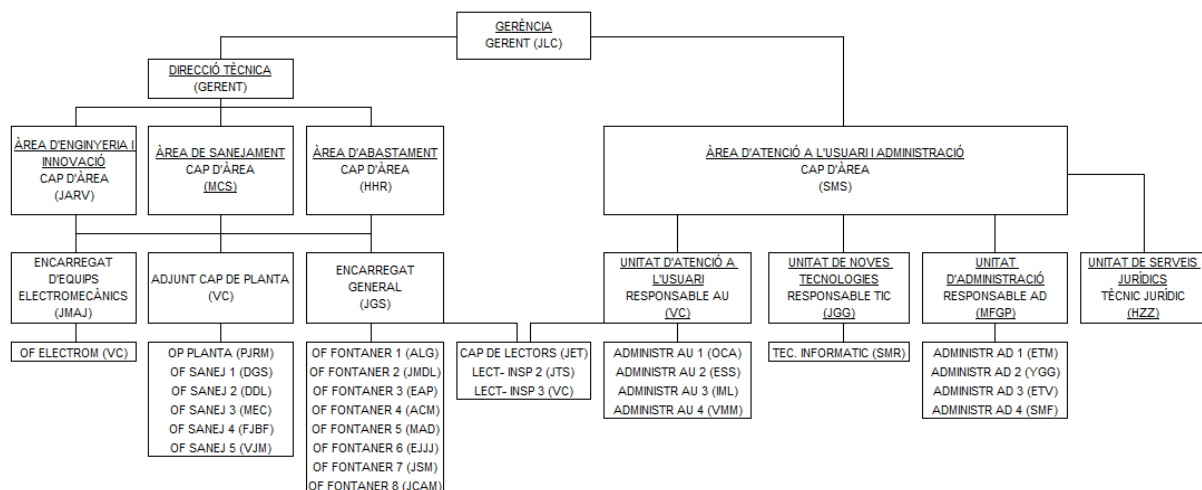 GERÈNCIA
GERENT (JLC)
DIRECCIÓ TÈCNICA
(GERENT)
ÀREA D'ENGINYERIA I
INNOVACIÓ
CAP D'ÀREA
(JARV)
ÀREA DE SANEJAMENT
CAP D'ÀREA
(MCS)
ÀREA D'ABASTAMENT
CAP D'ÀREA
(HHR)
ÀREA D'ATENCIÓ A L'USUARI I ADMINISTRACIÓ
CAP D'ÀREA
(SMS)
ENCARREGAT
D'EQUIPS
ELECTROMECÀNICS
(JMAJ)
ADJUNT CAP DE PLANTA
(VC)
ENCARREGAT
GENERAL
(JGS)
UNITAT D'ATENCIÓ A
L'USUARI
RESPONSABLE AU
(VC)
UNITAT DE NOVES
TECNOLOGIES
RESPONSABLE TIC
(JGG)
UNITAT
D'ADMINISTRACIÓ
RESPONSABLE AD
(MFGP)
UNITAT DE SERVEIS
JURÍDICS
TÈCNIC JURÍDIC
(HZZ)
OF ELECTROM (VC)
OP PLANTA (PJRM)
OF SANEJ 1 (DGS)
OF SANEJ 2 (DDL)
OF SANEJ 3 (MEC)
OF SANEJ 4 (FJBF)
OF SANEJ 5 (VJM)
OF FONTANER 1 (ALG)
OF FONTANER 2 (JMDL)
OF FONTANER 3 (EAP)
OF FONTANER 4 (ACM)
OF FONTANER 5 (MAD)
OF FONTANER 6 (EJJJ)
OF FONTANER 7 (JSM)
OF FONTANER 8 (JCAM)
CAP DE LECTORS (JET)
LECT- INSP 2 (JTS)
LECT- INSP 3 (VC)
ADMINISTR AU 1 (OCA)
ADMINISTR AU 2 (ESS)
ADMINISTR AU 3 (IML)
ADMINISTR AU 4 (VMM)
TEC. INFORMATIC (SMR)
ADMINISTR AD 1 (ETM)
ADMINISTR AD 2 (YGG)
ADMINISTR AD 3 (ETV)
ADMINISTR AD 4 (SMF)